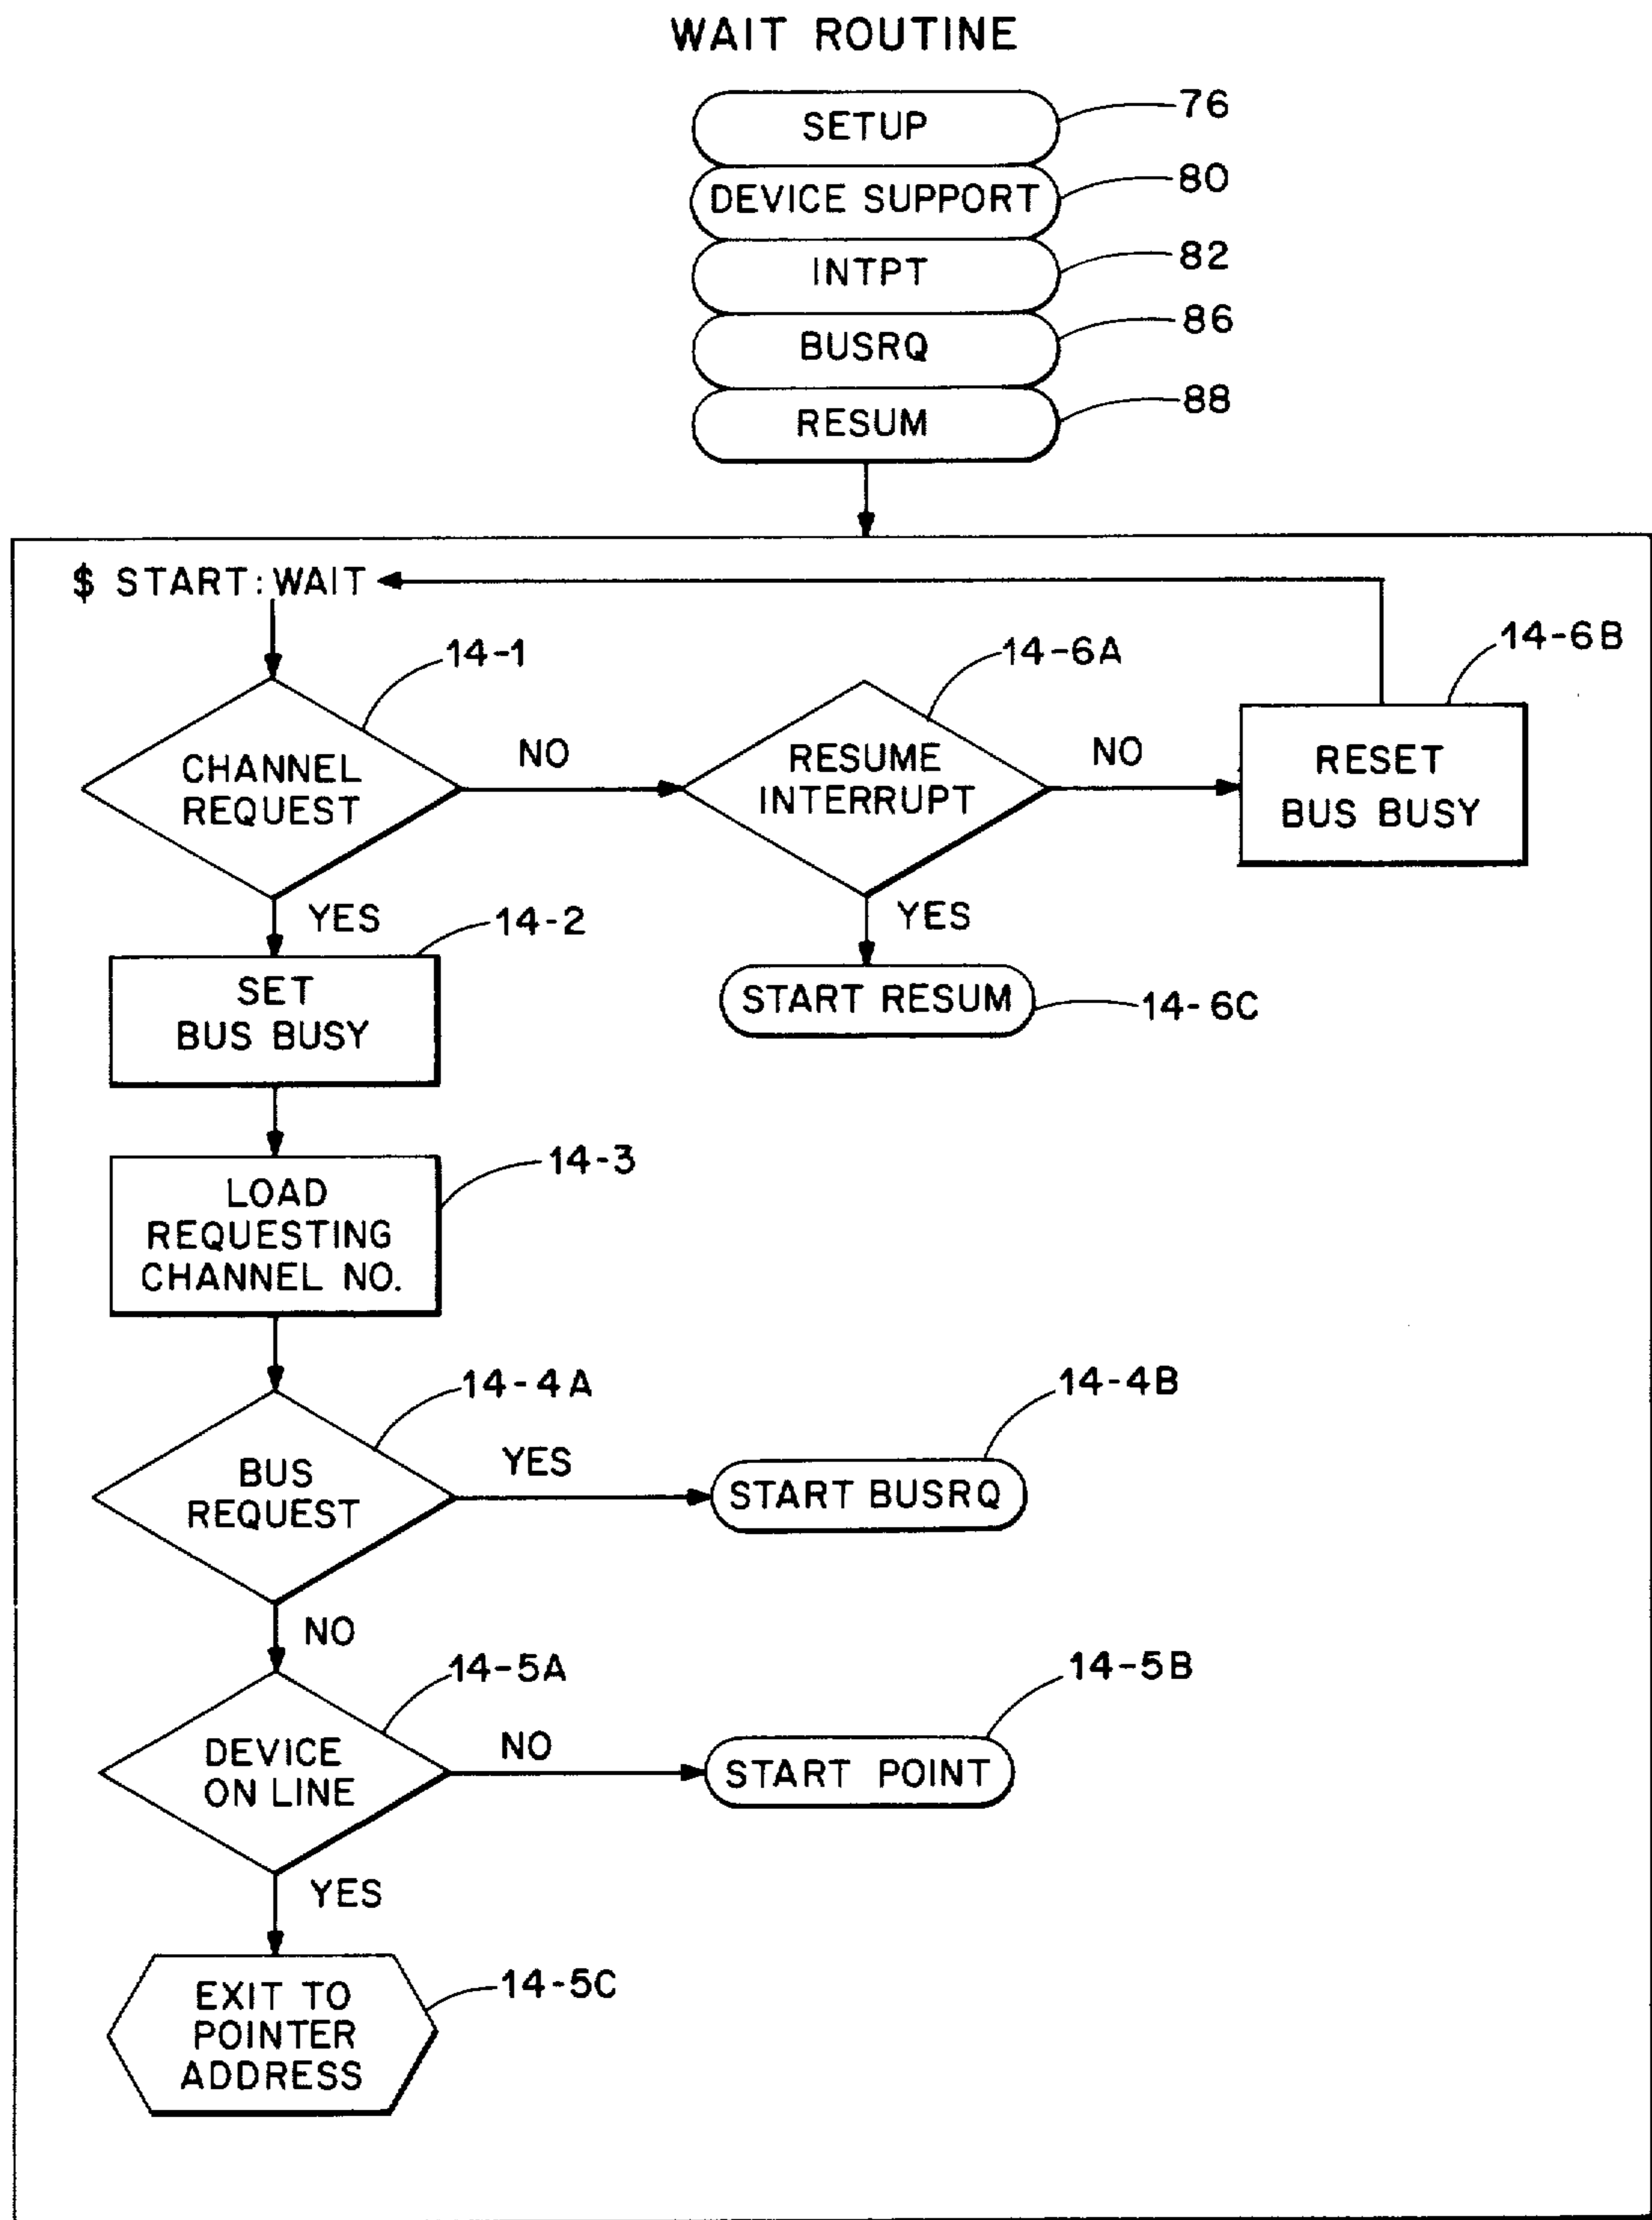 WAIT ROUTINE
SETUP
76
DEVICE SUPPORT
80
INTPT
82
BUSRQ
86
RESUM
88
$ START:WAIT
14-1
14-6A
14-6B
CHANNEL
REQUEST
NO
RESUME
INTERRUPT
NO
RESET
BUS BUSY
YES
14-2
YES
SET
BUS BUSY
START RESUM
14-6C
14-3
LOAD
REQUESTING
CHANNEL NO.
14-4A
14-4B
BUS
REQUEST
YES
START BUSRQ
NO
14-5A
14-5B
DEVICE
ON LINE
NO
START POINT
YES
14-5C
EXIT TO
POINTER
ADDRESS